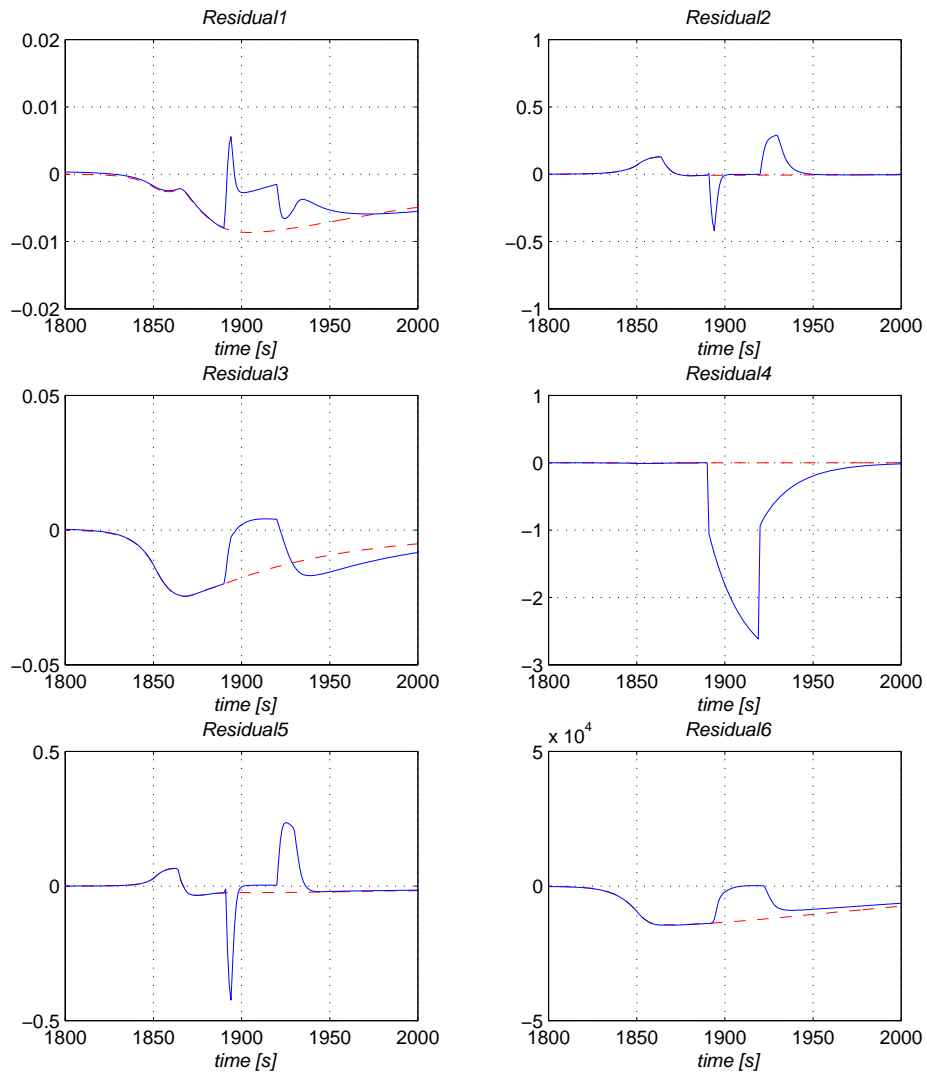 Residual1 Residual2
0.02 1
0.01 0.5
0 0
−0.01 −0.5
−0.02 −1
1800 1850 1900 1950 2000 1800 1850 1900 1950 2000
time [s] time [s]
Residual3 Residual4
0.05 1
0
0 −1
−2
−0.05 −3
1800 1850 1900 1950 2000 1800 1850 1900 1950 2000
time [s] time [s]
Residual5 Residual6
x 10^4
0.5 5
0 0
−0.5 −5
1800 1850 1900 1950 2000 1800 1850 1900 1950 2000
time [s] time [s]